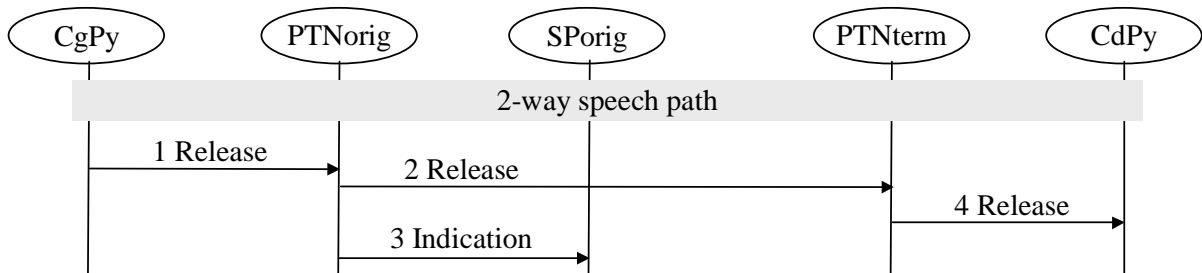 CgPy PTNorig SPorig PTNterm CdPy
2-way speech path
1 Release
2 Release
4 Release
3 Indication